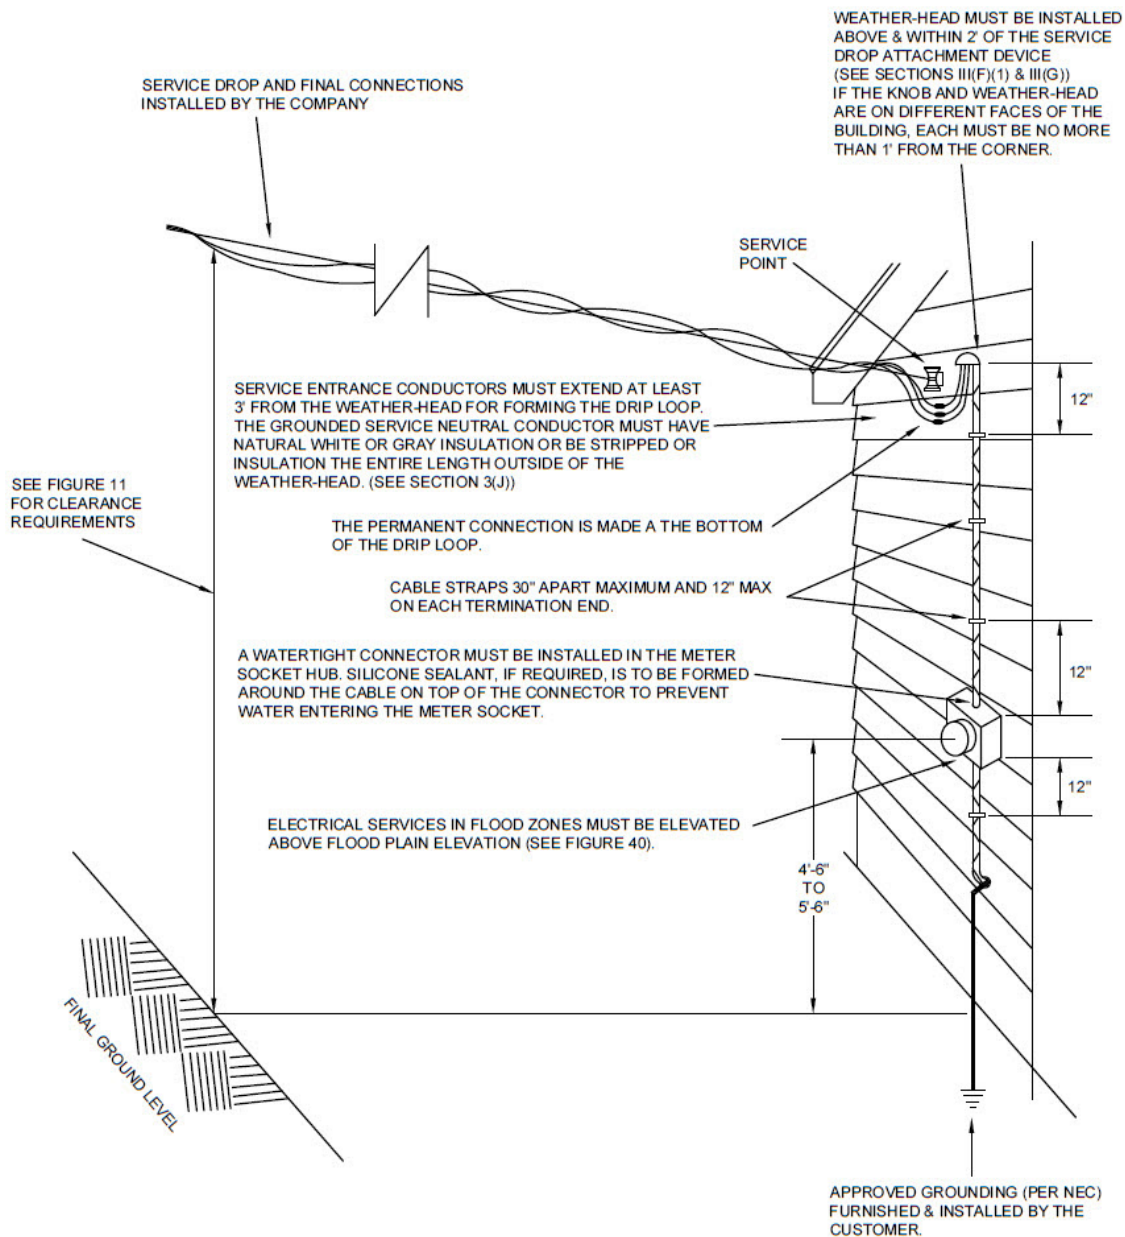 WEATHER-HEAD MUST BE INSTALLED
ABOVE & WITHIN 2' OF THE SERVICE
DROP ATTACHMENT DEVICE
(SEE SECTIONS III(F)(1) & III(G))
IF THE KNOB AND WEATHER-HEAD
ARE ON DIFFERENT FACES OF THE
BUILDING, EACH MUST BE NO MORE
THAN 1' FROM THE CORNER.
SERVICE DROP AND FINAL CONNECTIONS
INSTALLED BY THE COMPANY
SERVICE
POINT
12"
SERVICE ENTRANCE CONDUCTORS MUST EXTEND AT LEAST
3' FROM THE WEATHER-HEAD FOR FORMING THE DRIP LOOP.
THE GROUNDED SERVICE NEUTRAL CONDUCTOR MUST HAVE
NATURAL WHITE OR GRAY INSULATION OR BE STRIPPED OR
INSULATION THE ENTIRE LENGTH OUTSIDE OF THE
WEATHER-HEAD. (SEE SECTION 3(J))
SEE FIGURE 11
FOR CLEARANCE
REQUIREMENTS
THE PERMANENT CONNECTION IS MADE A THE BOTTOM
OF THE DRIP LOOP.
CABLE STRAPS 30" APART MAXIMUM AND 12" MAX
ON EACH TERMINATION END.
12"
A WATERTIGHT CONNECTOR MUST BE INSTALLED IN THE METER
SOCKET HUB. SILICONE SEALANT, IF REQUIRED, IS TO BE FORMED
AROUND THE CABLE ON TOP OF THE CONNECTOR TO PREVENT
WATER ENTERING THE METER SOCKET.
12"
ELECTRICAL SERVICES IN FLOOD ZONES MUST BE ELEVATED
ABOVE FLOOD PLAIN ELEVATION (SEE FIGURE 40).
4'-6"
TO
5'-6"
FINAL GROUND LEVEL
APPROVED GROUNDING (PER NEC)
FURNISHED & INSTALLED BY THE
CUSTOMER.